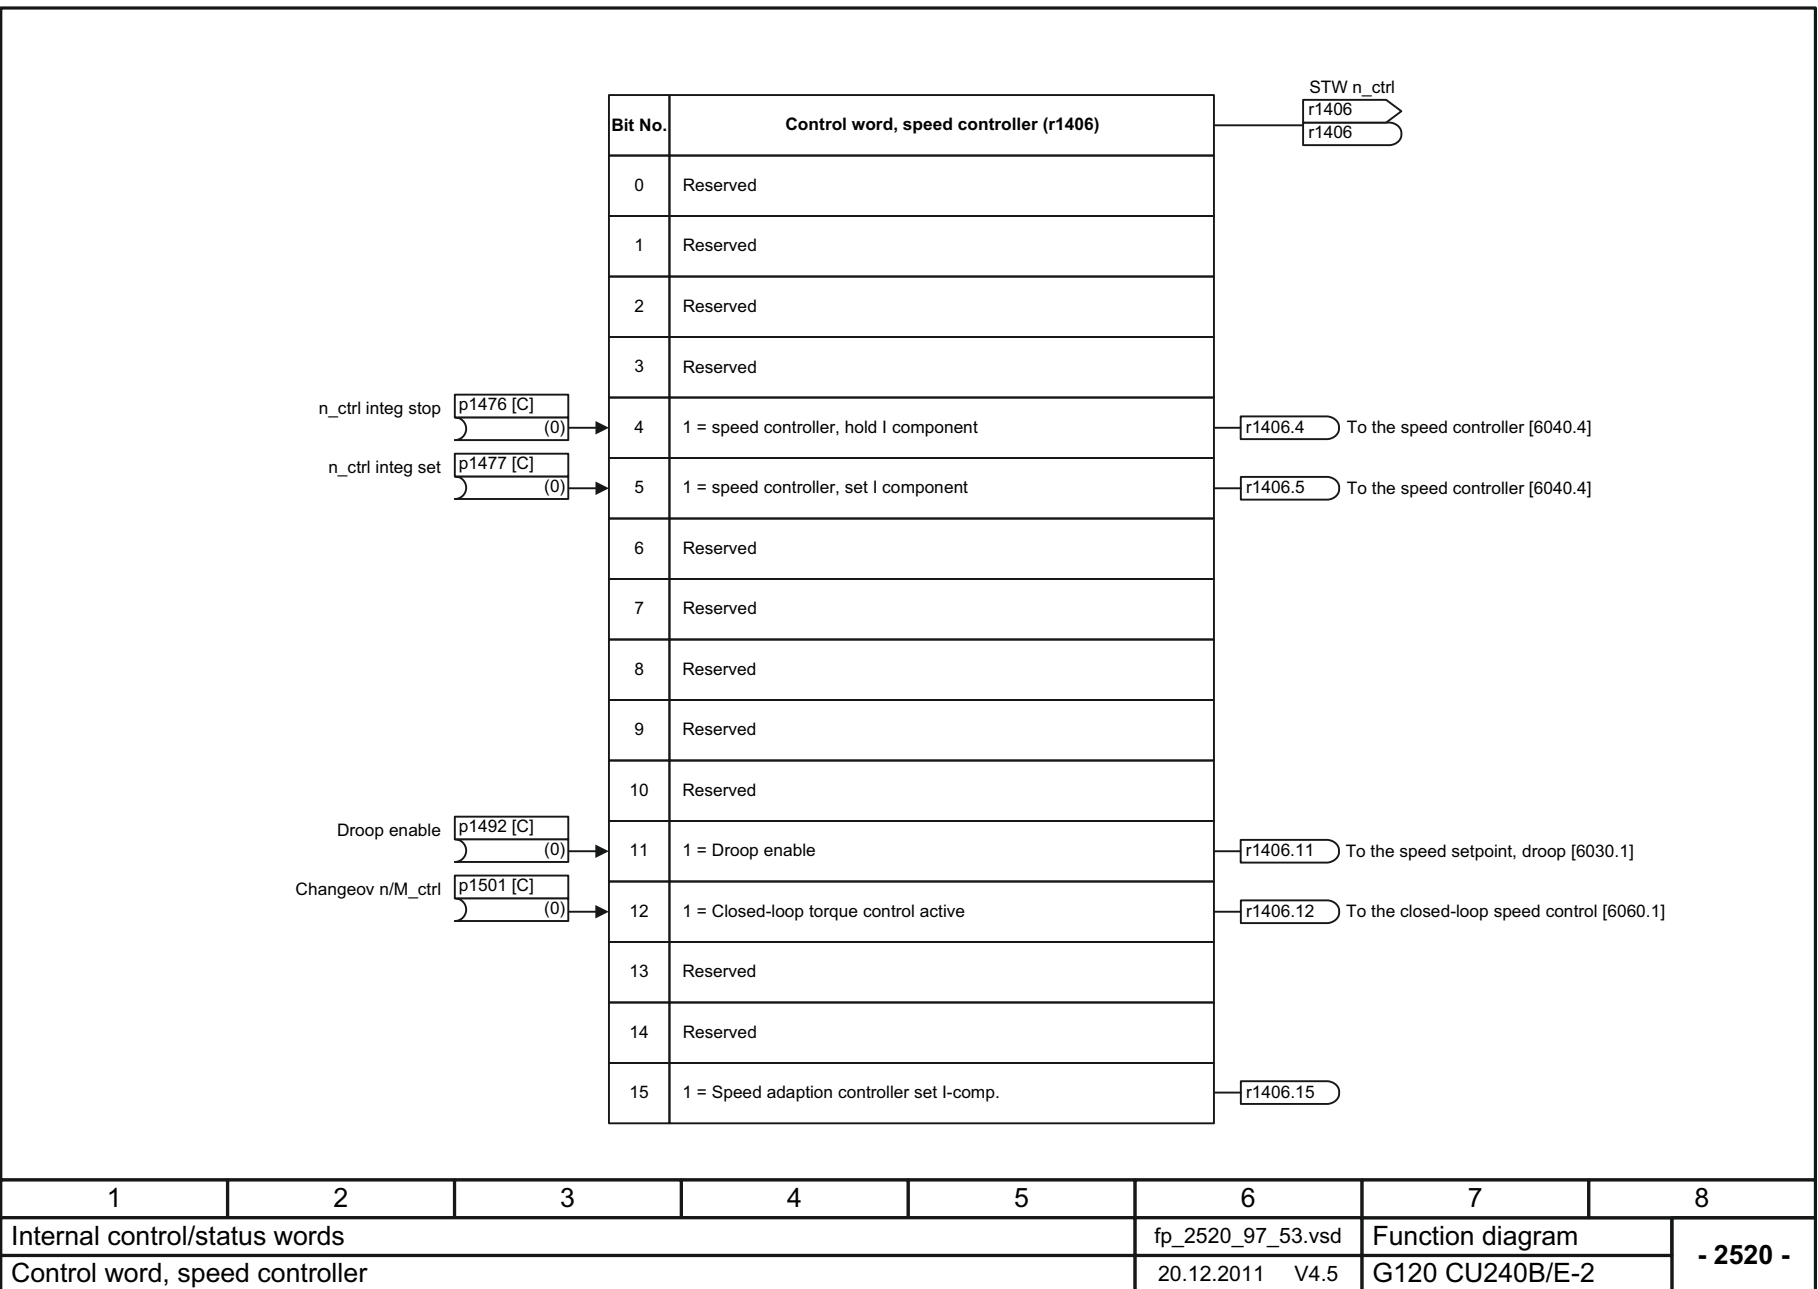 STW n_ctrl
r1406
r1406
Bit No. Control word, speed controller (r1406)
0 Reserved
1 Reserved
2 Reserved
3 Reserved
n_ctrl integ stop p1476 [C]
(0) 4 1 = speed controller, hold I component r1406.4 To the speed controller [6040.4]
n_ctrl integ set p1477 [C]
(0) 5 1 = speed controller, set I component r1406.5 To the speed controller [6040.4]
6 Reserved
7 Reserved
8 Reserved
9 Reserved
10 Reserved
Droop enable p1492 [C]
(0) 11 1 = Droop enable r1406.11 To the speed setpoint, droop [6030.1]
Changeov n/M_ctrl p1501 [C]
(0) 12 1 = Closed-loop torque control active r1406.12 To the closed-loop speed control [6060.1]
13 Reserved
14 Reserved
15 1 = Speed adaption controller set I-comp. r1406.15
1 2 3 4 5 6 7 8
Internal control/status words fp_2520_97_53.vsd Function diagram - 2520 -
Control word, speed controller 20.12.2011 V4.5 G120 CU240B/E-2